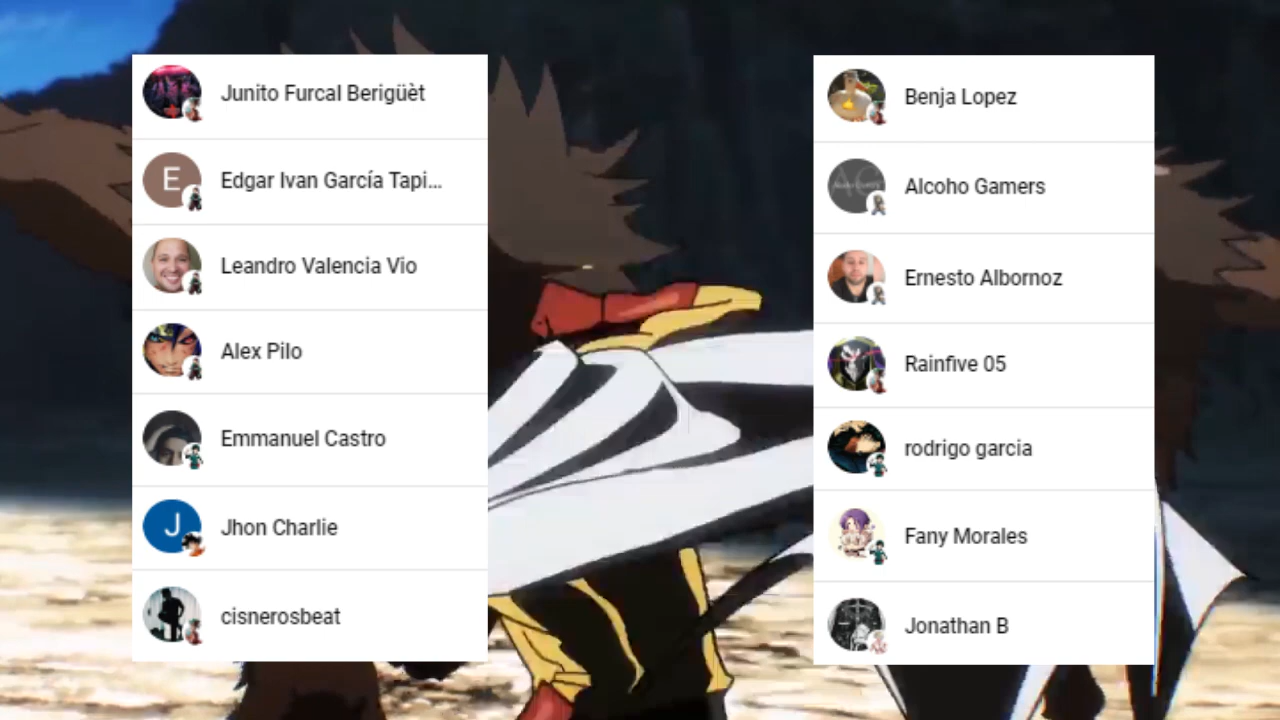 Junito Furcal Berigüèt
E
Edgar Ivan García Tapi...
Leandro Valencia Vio
Alex Pilo
Emmanuel Castro
J
Jhon Charlie
cisnerosbeat
Benja Lopez
Alcoho Gamers
Ernesto Albornoz
Rainfive 05
rodrigo garcia
Fany Morales
Jonathan B